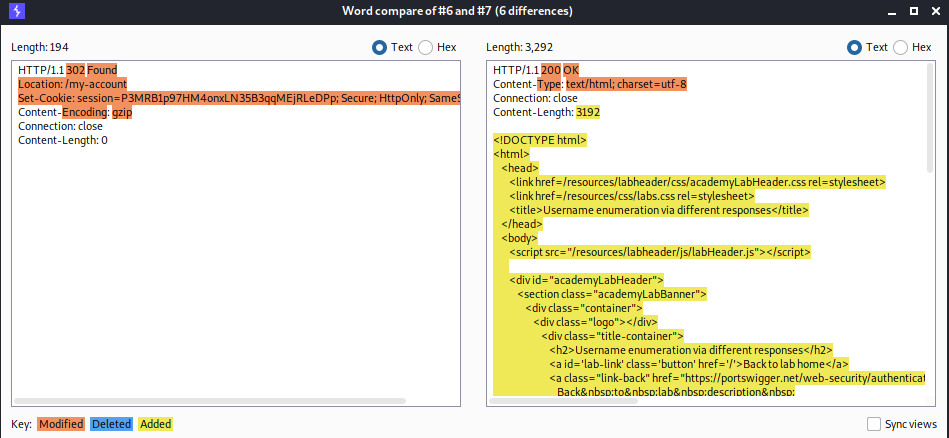 Word compare of #6 and #7 (6 differences)
Length: 194
Text
Hex
HTTP/1.1 302 Found
Location: /my-account
Set-Cookie: session=P3MRB1p97HM4onxLN35B3qqMEjRLeDPp; Secure; HttpOnly; SameS
Content-Encoding: gzip
Connection: close
Content-Length: 0
Length: 3,292
Text
Hex
HTTP/1.1 200 OK
Content-Type: text/html; charset=utf-8
Connection: close
Content-Length: 3192
<!DOCTYPE html>
<html>
<head>
<link href=/resources/labheader/css/academyLabHeader.css rel=stylesheet>
<link href=/resources/css/labs.css rel=stylesheet>
<title>Username enumeration via different responses</title>
</head>
<body>
<script src="/resources/labheader/js/labHeader.js"></script>
<div id="academyLabHeader">
<section class="academyLabBanner">
<div class="container">
<div class="logo"></div>
<div class="title-container">
<h2>Username enumeration via different responses</h2>
<a id='lab-link' class='button' href='/'>Back to lab home</a>
<a class="link-back" href="https://portswigger.net/web-security/authenticat
Back&nbsp;to&nbsp;lab&nbsp;description&nbsp;
Key: Modified Deleted Added
Sync views